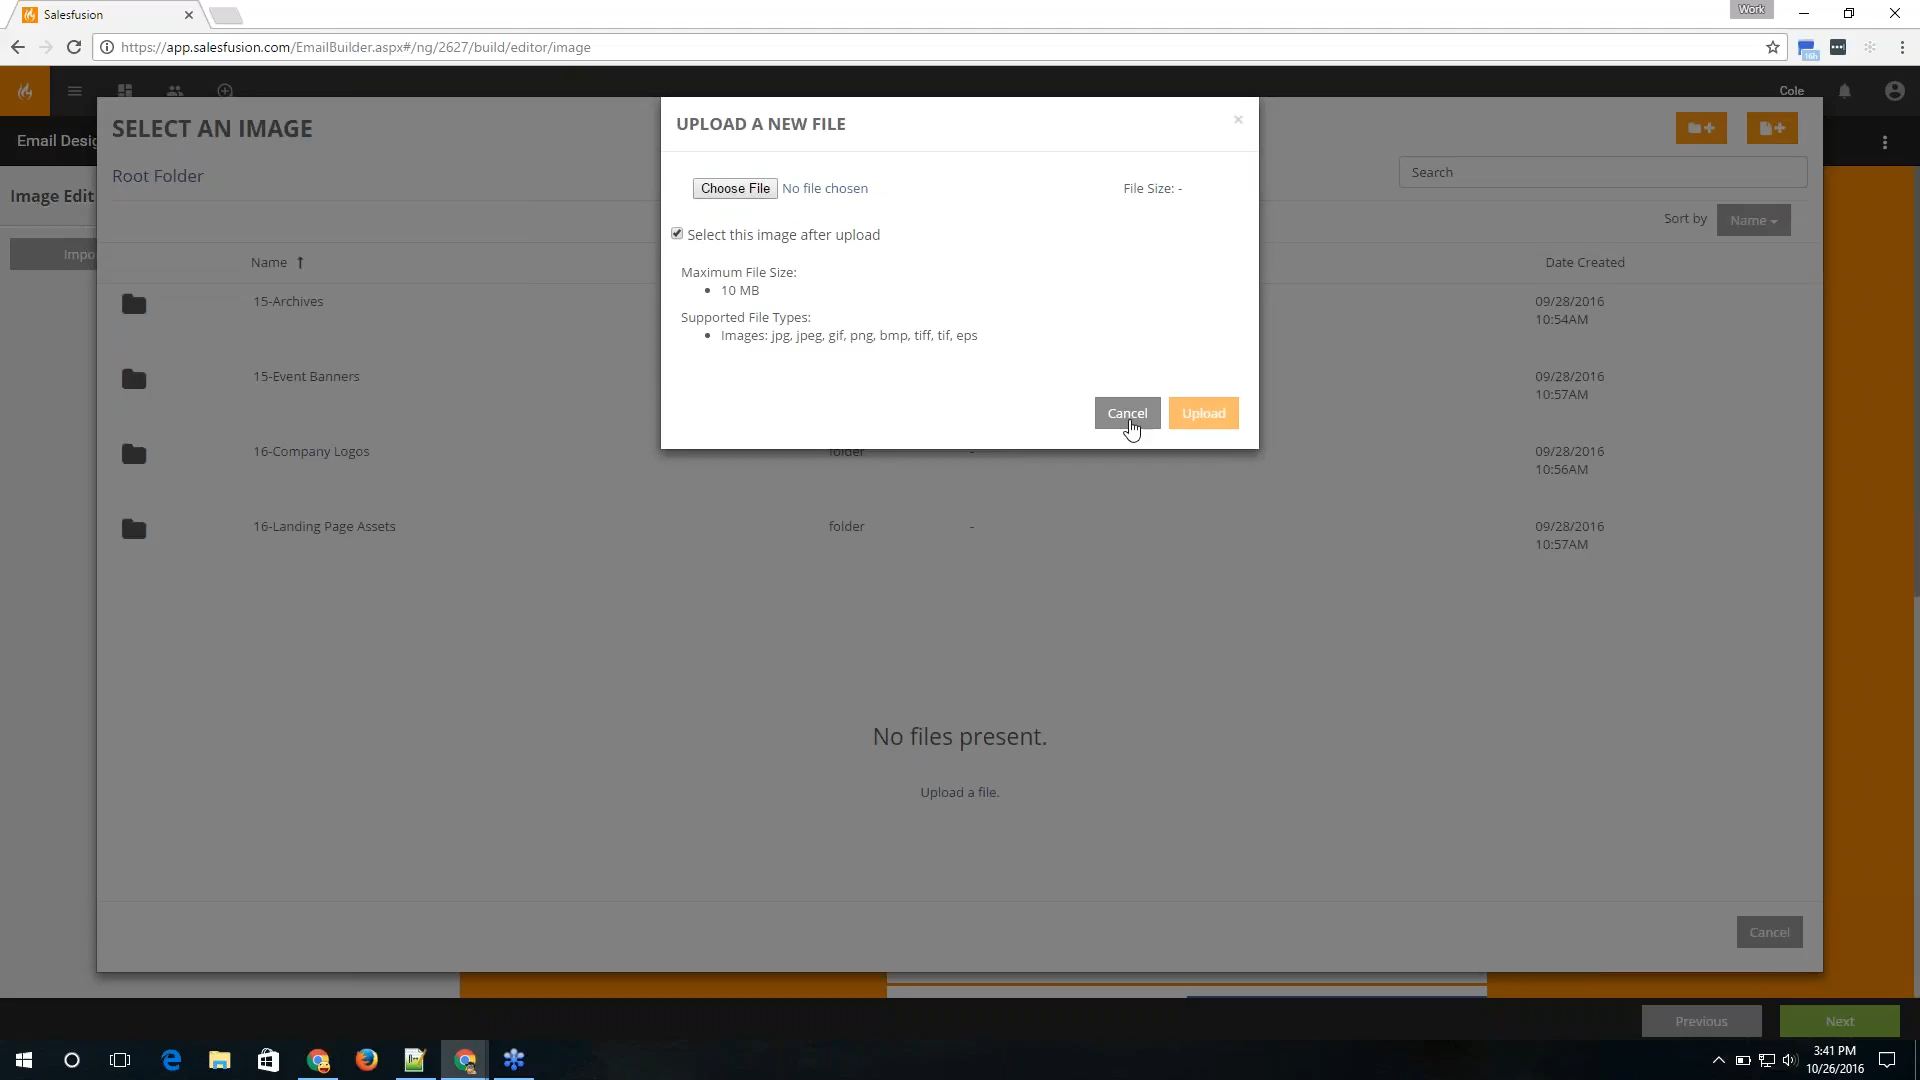 Salesfusion
Work
https://app.salesfusion.com/EmailBuilder.aspx#/ng/2627/build/editor/image
16h
Cole
Email Desig
SELECT AN IMAGE
UPLOAD A NEW FILE
×
Root Folder
Search
Image Edit
Choose File No file chosen File Size: -
Sort by Name
Impo
Select this image after upload
Name Date Created
Maximum File Size:
• 10 MB
15-Archives 09/28/2016
10:54AM
Supported File Types:
• Images: jpg, jpeg, gif, png, bmp, tiff, tif, eps
15-Event Banners 09/28/2016
10:57AM
Cancel Upload
16-Company Logos folder - 09/28/2016
10:56AM
16-Landing Page Assets folder - 09/28/2016
10:57AM
No files present.
Upload a file.
Cancel
Previous Next
3:41 PM
10/26/2016